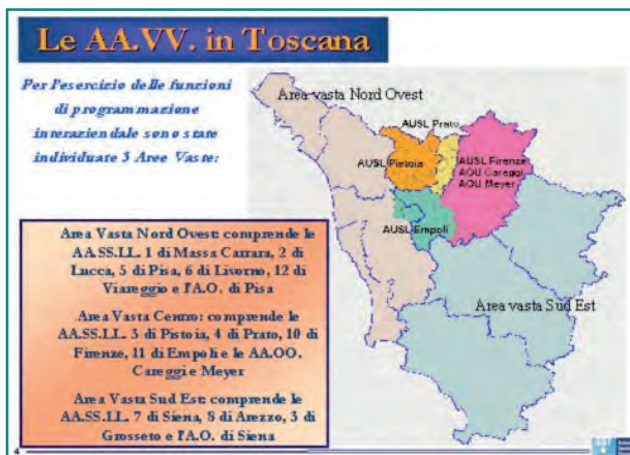 Le AA.VV. in Toscana
Per l'esercizio delle funzioni
di programmazione
interaziendale sono state
individuate 3 Aree Vaste:
Area Vasta Nord Ovest: comprende le
AA.SS.LL. 1 di Massa Carrara, 2 di
Lucca, 5 di Pisa, 6 di Livorno, 12 di
Viareggio e l'A.O. di Pisa
Area Vasta Centro: comprende le
AA.SS.LL. 3 di Pistoia, 4 di Prato, 10 di
Firenze, 11 di Empoli e le AA.OO.
Careggi e Meyer
Area Vasta Sud Est: comprende le
AA.SS.LL. 7 di Siena, 8 di Arezzo, 3 di
Grosseto e l'A.O. di Siena
Area vasta Nord Ovest
AUSL Prato
AUSL Pistoia
AUSL Firenze
AOU Careggi
AOU Meyer
AUSL Empoli
Area vasta Sud Est
4